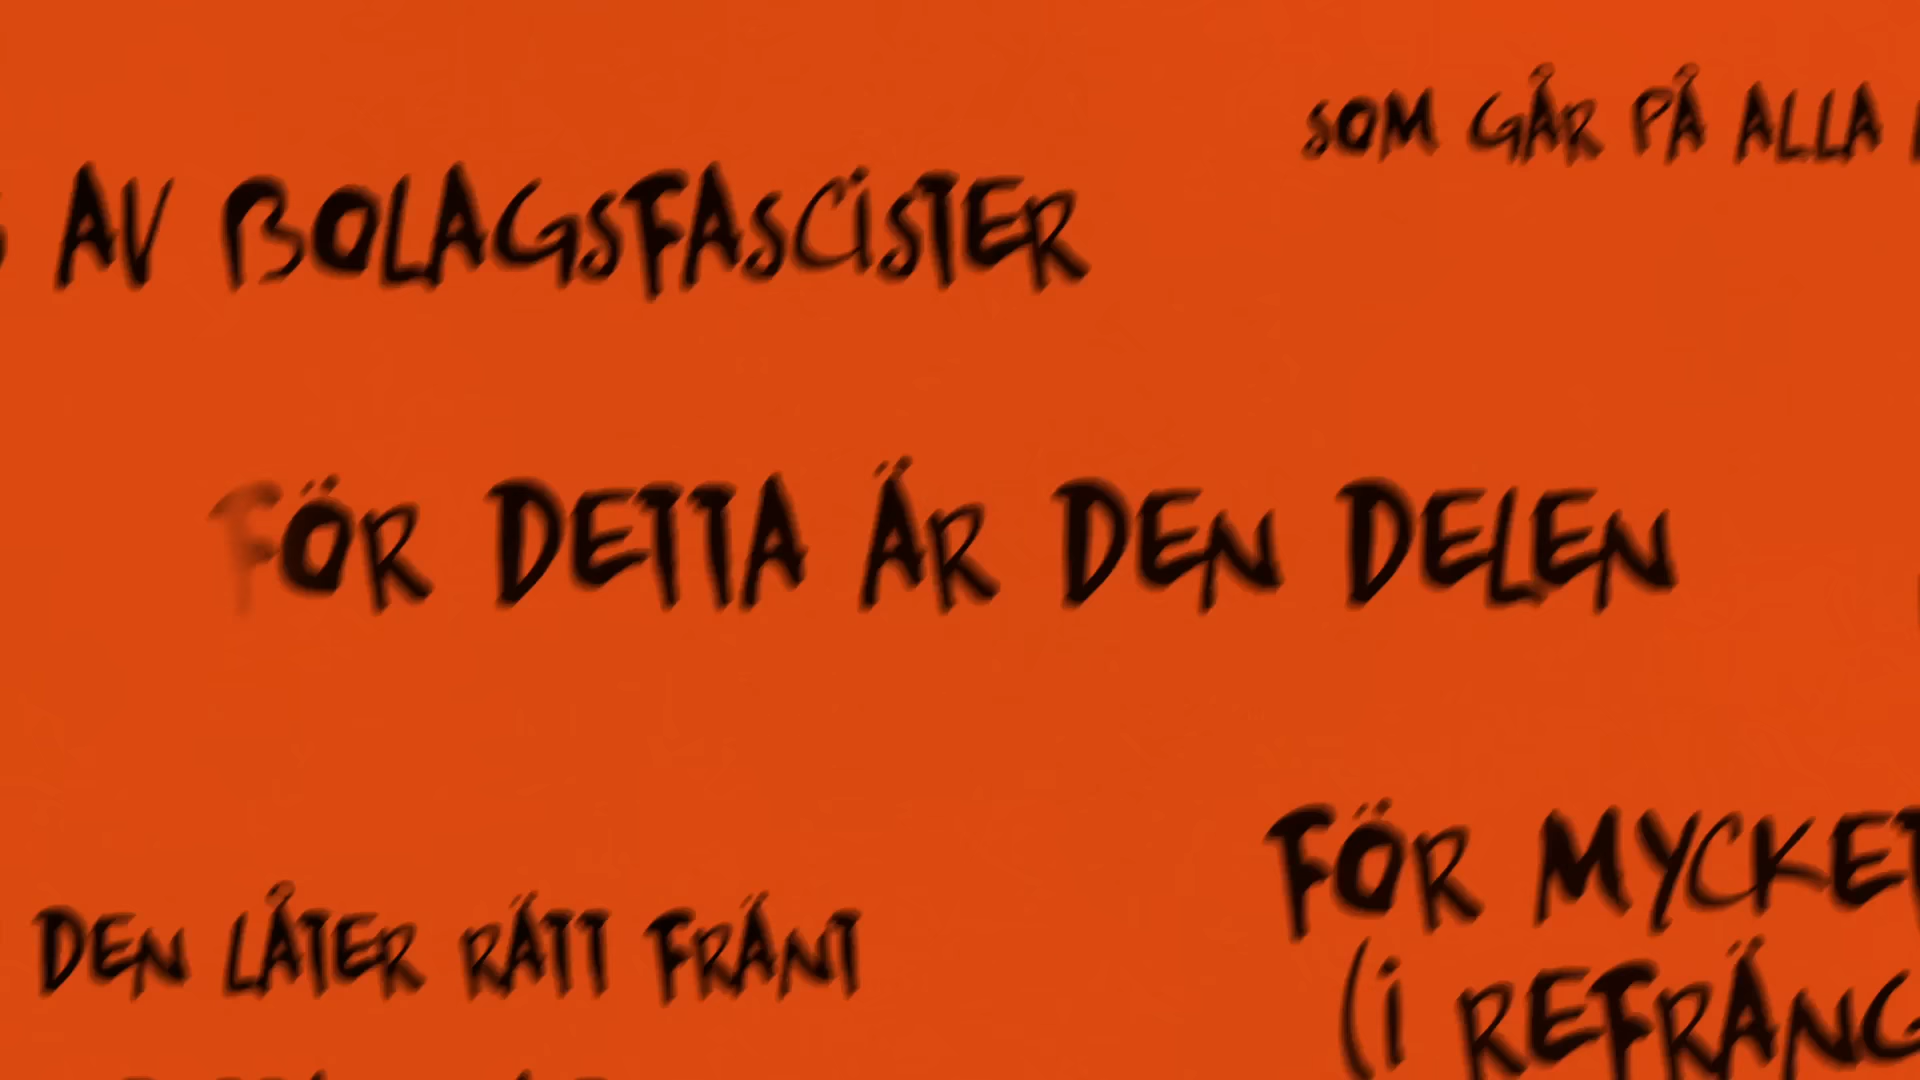 SOM GÅR PÅ ALLA
AV BOLAGSFASCISTER
FÖR DETTA ÄR DEN DELEN
FÖR MYCKET
DEN LÅTER RÄTT FRÄNT
(I REFRÄNG